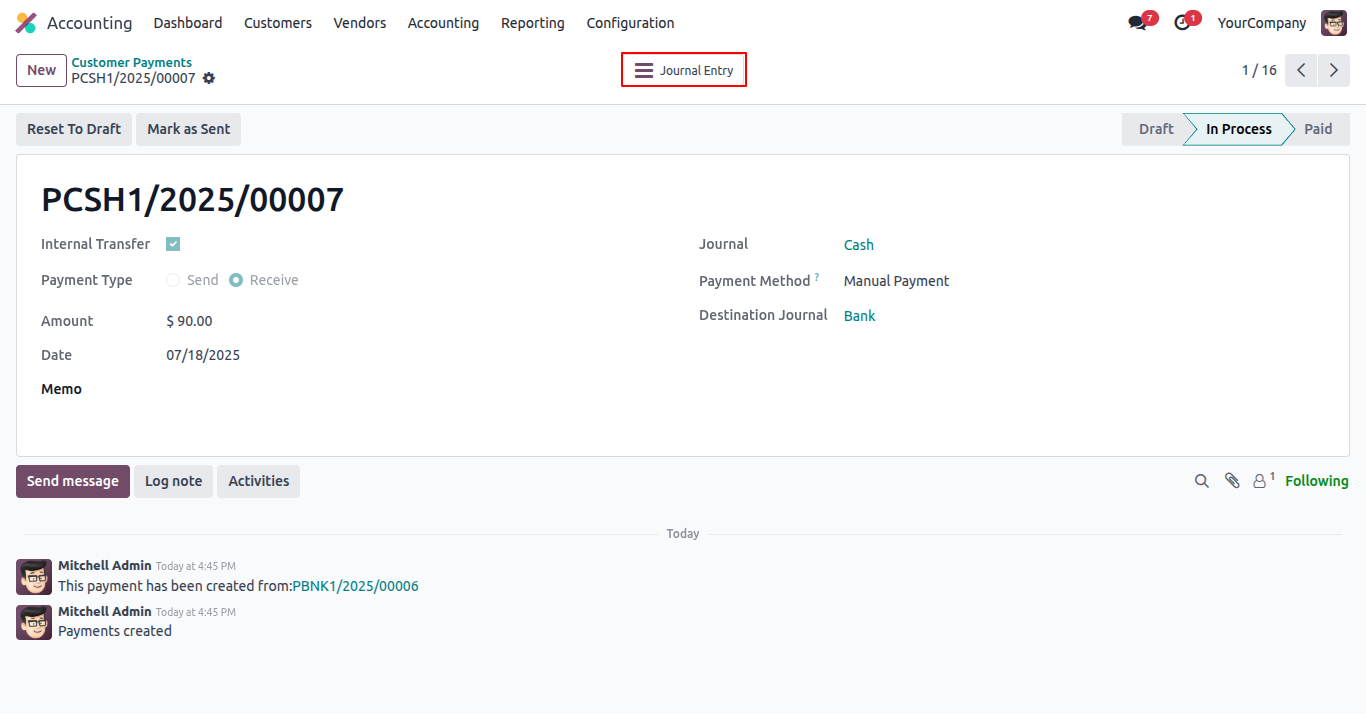 Accounting Dashboard Customers Vendors Accounting Reporting Configuration 7 1 YourCompany
New Customer Payments
PCSH1/2025/00007
Journal Entry
1 / 16
Reset To Draft Mark as Sent Draft In Process Paid
PCSH1/2025/00007
Internal Transfer
Journal Cash
Payment Type Send Receive
Payment Method ? Manual Payment
Amount $ 90.00
Destination Journal Bank
Date 07/18/2025
Memo
Send message Log note Activities 1 Following
Today
Mitchell Admin Today at 4:45 PM
This payment has been created from:PBNK1/2025/00006
Mitchell Admin Today at 4:45 PM
Payments created